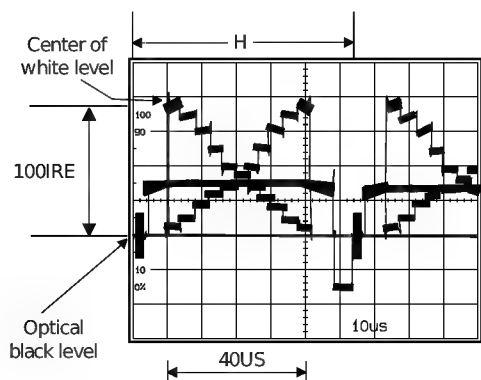 H
Center of
white level
100
90
100IRE
10
0%
10us
Optical
black level
40US